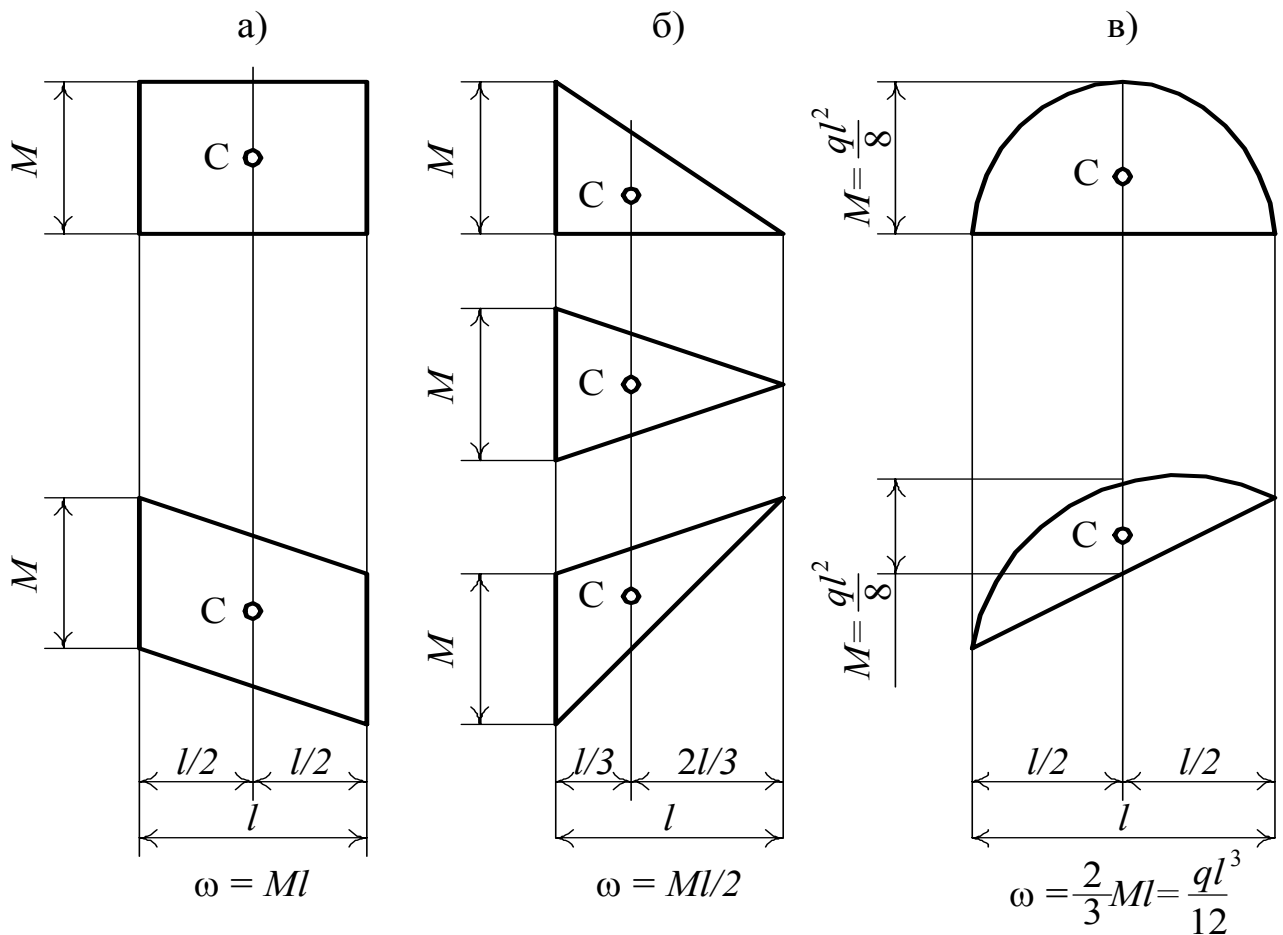 а) б) в)
M
C
M
C
M = ql²/8
C
M
C
M
C
M
C
M = ql²/8
C
l/2 l/2
l/3 2l/3
l/2 l/2
l
l
l
ω = Ml
ω = Ml/2
ω = 2/3 Ml = ql³/12